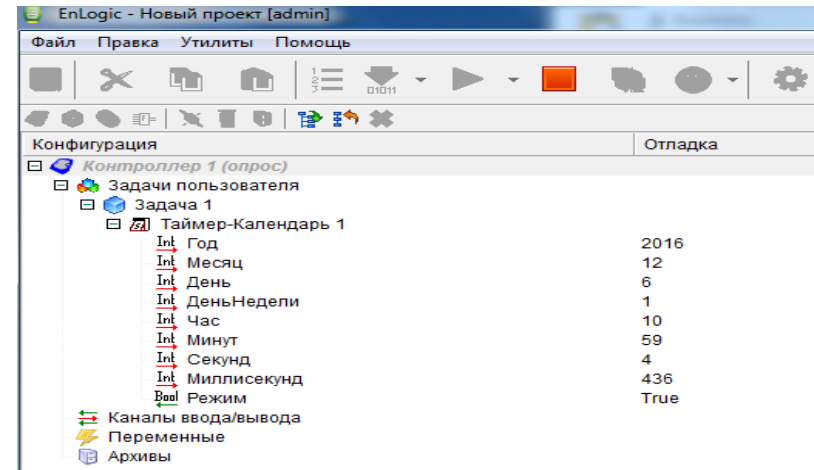 EnLogic - Новый проект [admin]
Файл Правка Утилиты Помощь
Конфигурация Отладка
Контроллер 1 (опрос)
Задачи пользователя
Задача 1
Таймер-Календарь 1
Int Год 2016
Int Месяц 12
Int День 6
Int ДеньНедели 1
Int Час 10
Int Минут 59
Int Секунд 4
Int Миллисекунд 436
Bool Режим True
Каналы ввода/вывода
Переменные
Архивы